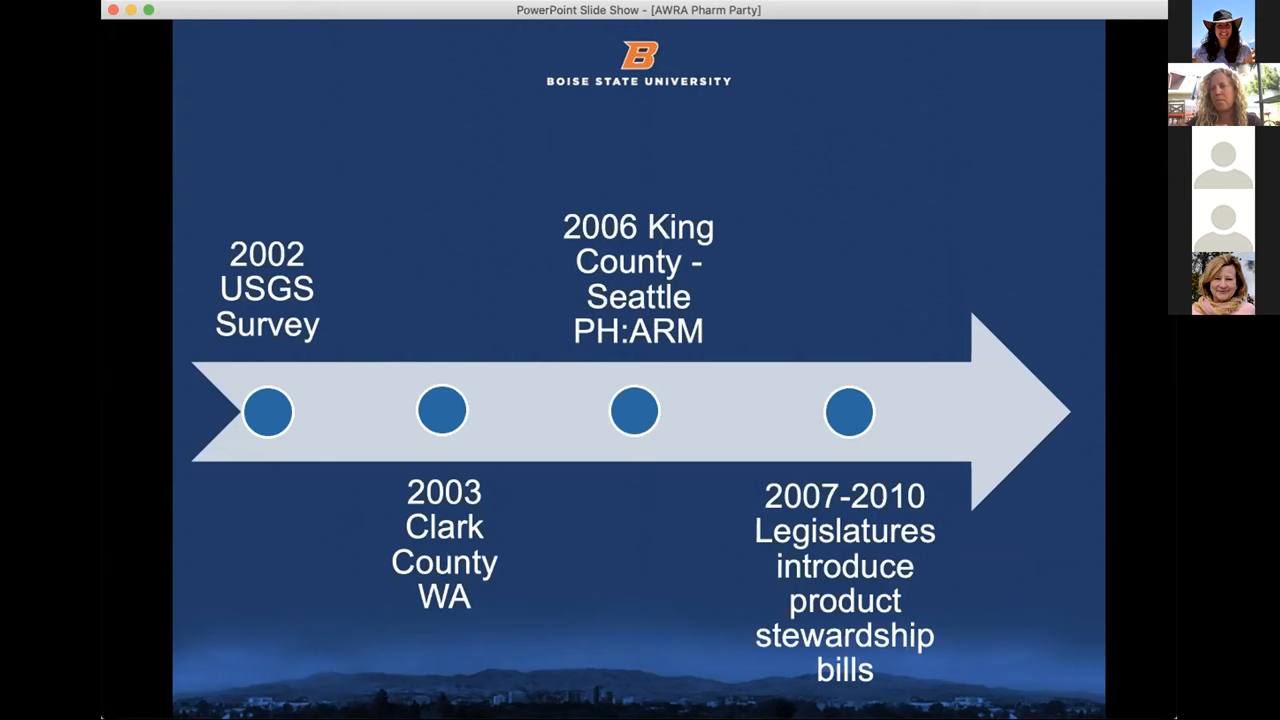 PowerPoint Slide Show - [AWRA Pharm Party]
B
BOISE STATE UNIVERSITY
2002
USGS
Survey
2003
Clark
County
WA
2006 King
County -
Seattle
PH:ARM
2007-2010
Legislatures
introduce
product
stewardship
bills